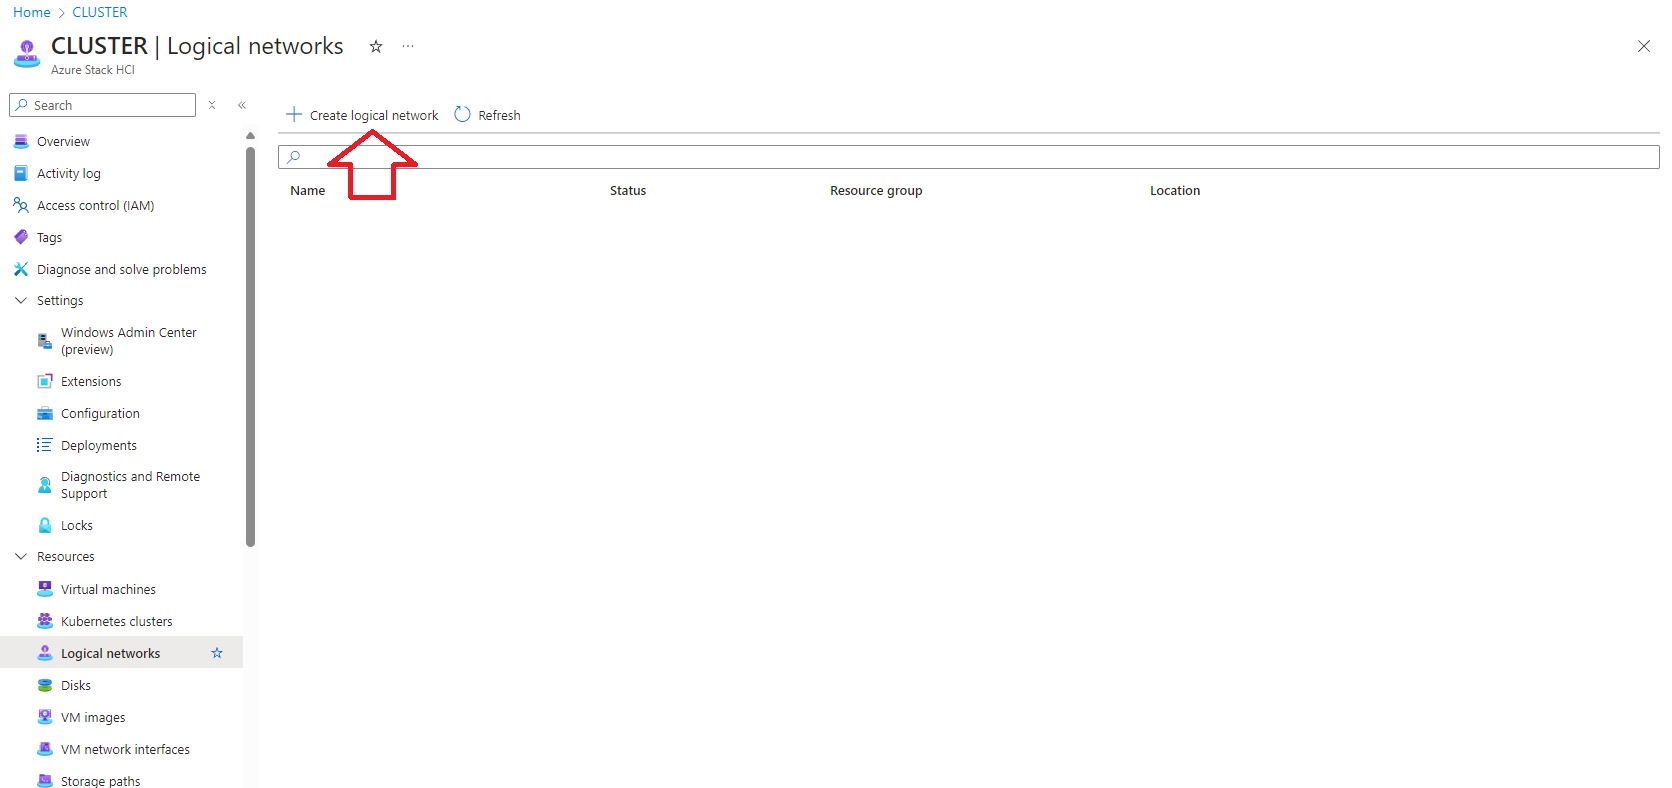 Home > CLUSTER
CLUSTER | Logical networks
Azure Stack HCI
Search
Overview
Activity log
Access control (IAM)
Tags
Diagnose and solve problems
Settings
Windows Admin Center
(preview)
Extensions
Configuration
Deployments
Diagnostics and Remote
Support
Locks
Resources
Virtual machines
Kubernetes clusters
Logical networks
Disks
VM images
VM network interfaces
Storage paths
Create logical network Refresh
Name Status Resource group Location